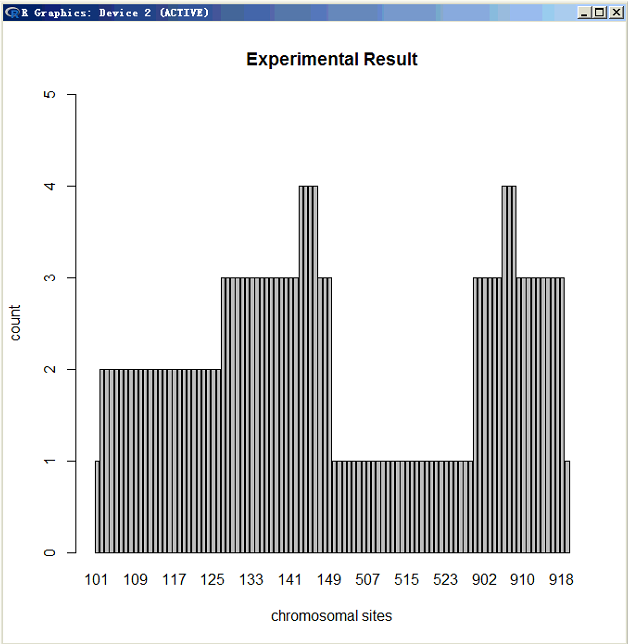 R Graphics: Device 2 (ACTIVE)
Experimental Result
5
4
3
2
1
0
count
101 109 117 125 133 141 149 507 515 523 902 910 918
chromosomal sites